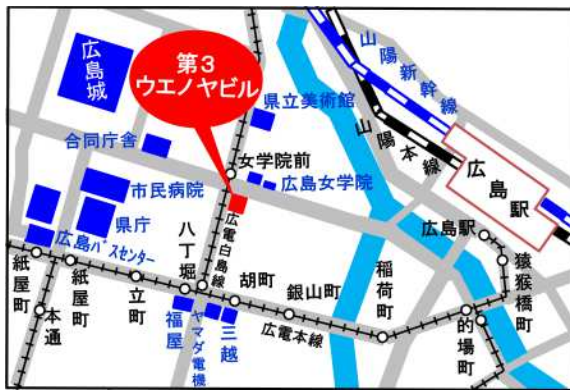 第3
ウエノヤビル
広島城
山陽新幹線
山陽本線
県立美術館
合同庁舎
女学院前
広島女学院
広島駅
市民病院
県庁
八丁堀
広電白島線
広島駅
広島バスセンター
紙屋町
紙屋町
本通
立町
胡町
銀山町
稲荷町
猿猴橋町
的場町
福屋
ヤマダ電機
三越
広電本線